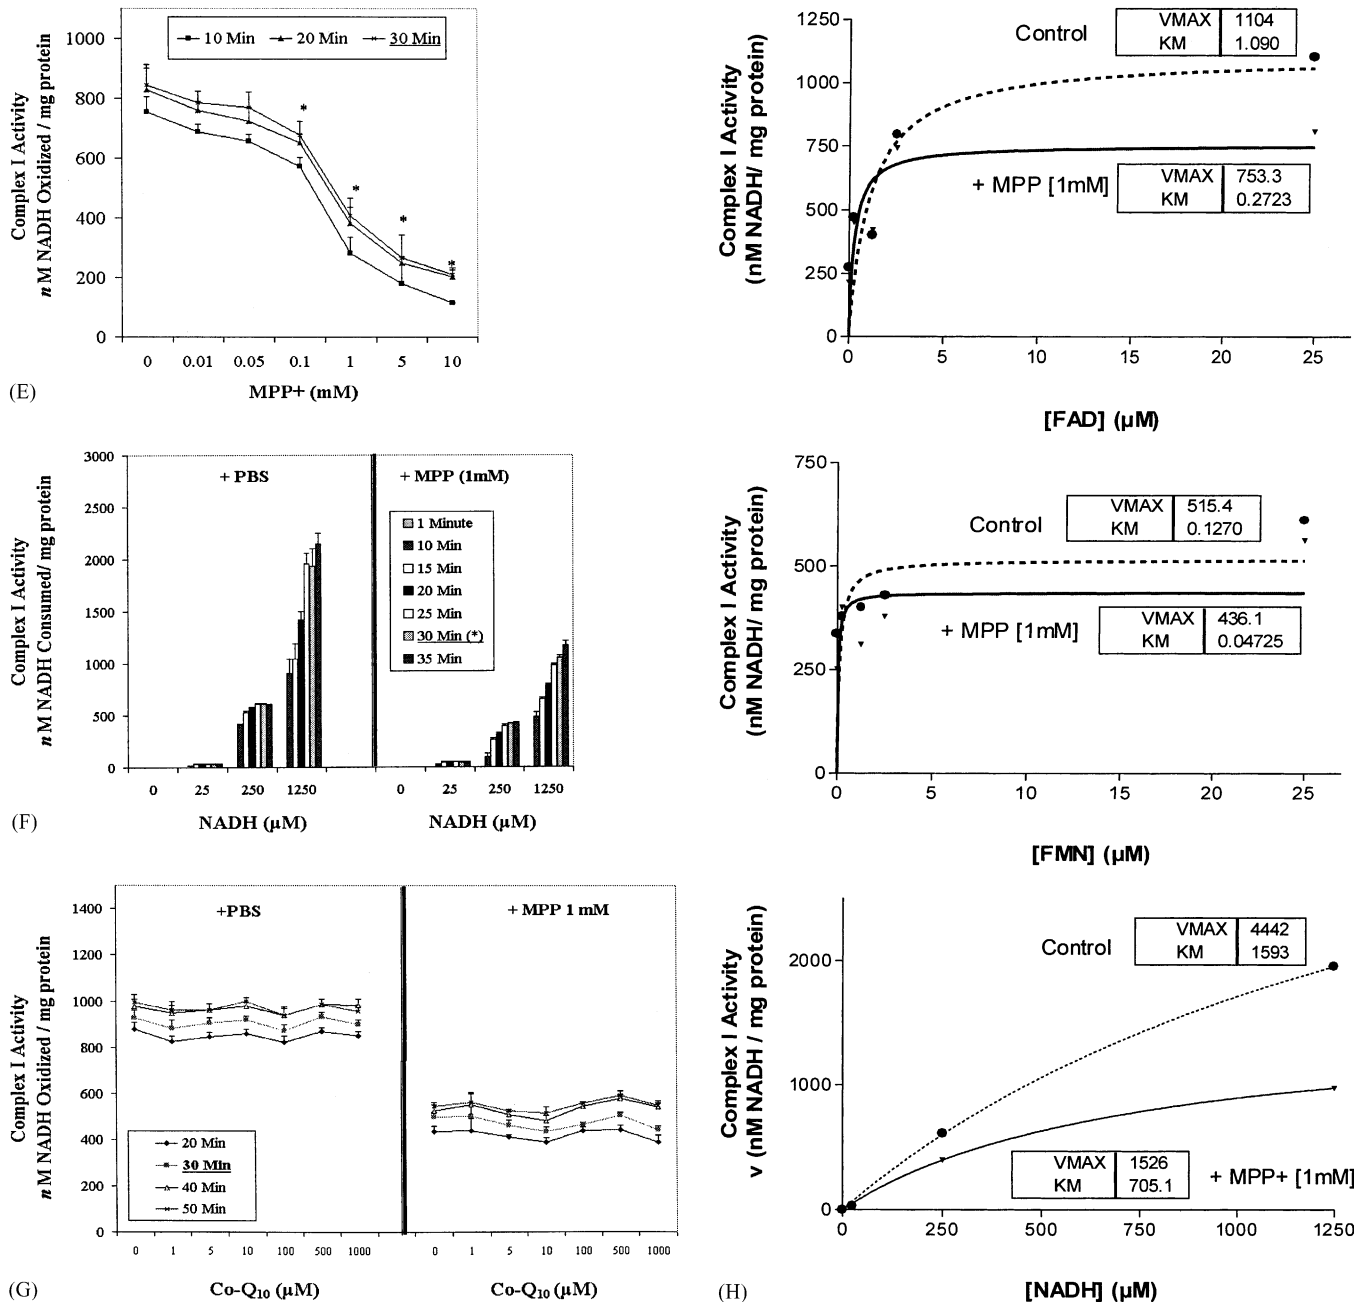 1000
800
600
400
200
0
Complex I Activity
n M NADH Oxidized / mg protein
10 Min 20 Min 30 Min
*
*
*
*
0 0.01 0.05 0.1 1 5 10
MPP+ (mM)
(E)
1250
1000
750
500
250
0
Complex I Activity
(nM NADH/ mg protein)
Control
VMAX 1104
KM 1.090
+ MPP [1mM]
VMAX 753.3
KM 0.2723
0 5 10 15 20 25
[FAD] (µM)
3000
2500
2000
1500
1000
500
0
Complex I Activity
n M NADH Consumed/ mg protein
+ PBS
+ MPP (1mM)
1 Minute
10 Min
15 Min
20 Min
25 Min
30 Min (*)
35 Min
0 25 250 1250
0 25 250 1250
NADH (µM)
NADH (µM)
(F)
750
500
250
0
Complex I Activity
(nM NADH/ mg protein)
Control
VMAX 515.4
KM 0.1270
+ MPP [1mM]
VMAX 436.1
KM 0.04725
0 5 10 15 20 25
[FMN] (µM)
1400
1200
1000
800
600
400
200
0
Complex I Activity
n M NADH Oxidized / mg protein
+PBS
+ MPP 1 mM
20 Min
30 Min
40 Min
50 Min
0 1 5 10 100 500 1000
0 1 5 10 100 500 1000
Co-Q10 (µM)
Co-Q10 (µM)
(G)
2000
1000
0
Complex I Activity
v (nM NADH / mg protein)
Control
VMAX 4442
KM 1593
VMAX 1526
KM 705.1
+ MPP+ [1mM]
0 250 500 750 1000 1250
[NADH] (µM)
(H)